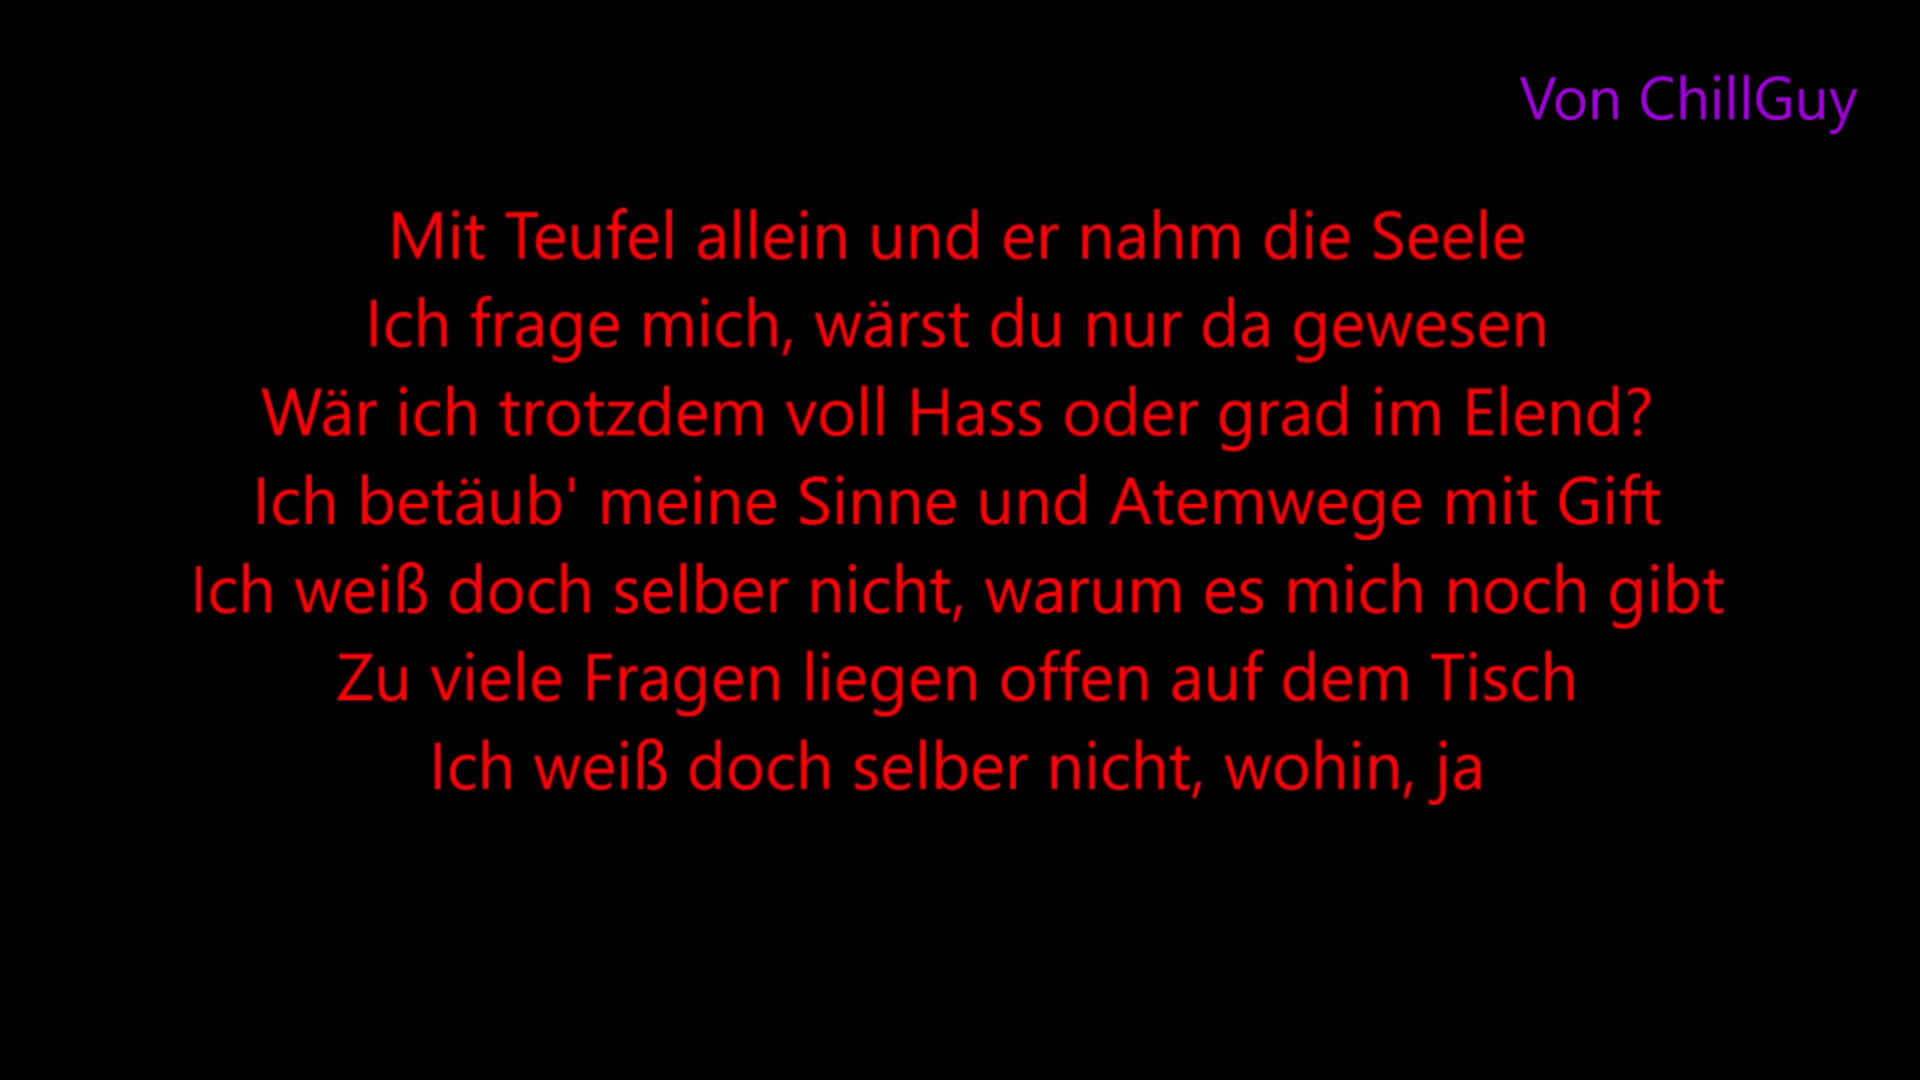 Von ChillGuy
Mit Teufel allein und er nahm die Seele
Ich frage mich, wärst du nur da gewesen
Wär ich trotzdem voll Hass oder grad im Elend?
Ich betäub' meine Sinne und Atemwege mit Gift
Ich weiß doch selber nicht, warum es mich noch gibt
Zu viele Fragen liegen offen auf dem Tisch
Ich weiß doch selber nicht, wohin, ja